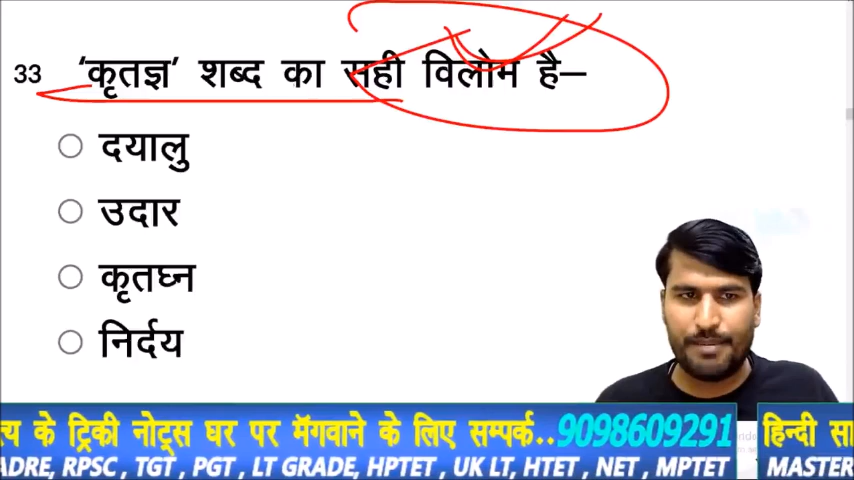 33 ‘कृतज्ञ’ शब्द का सही विलोम है–
दयालु
उदार
कृतघ्न
निर्दय
त्य के ट्रिकी नोट्स घर पर मॅगवाने के लिए सम्पर्क..9098609291 हिन्दी सा
ADRE, RPSC , TGT , PGT , LT GRADE, HPTET , UK LT, HTET , NET , MPTET MASTER